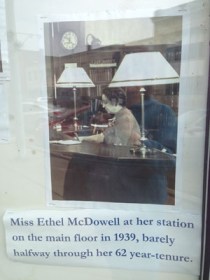 Miss Ethel McDowell at her station
on the main floor in 1939, barely
halfway through her 62 year-tenure.